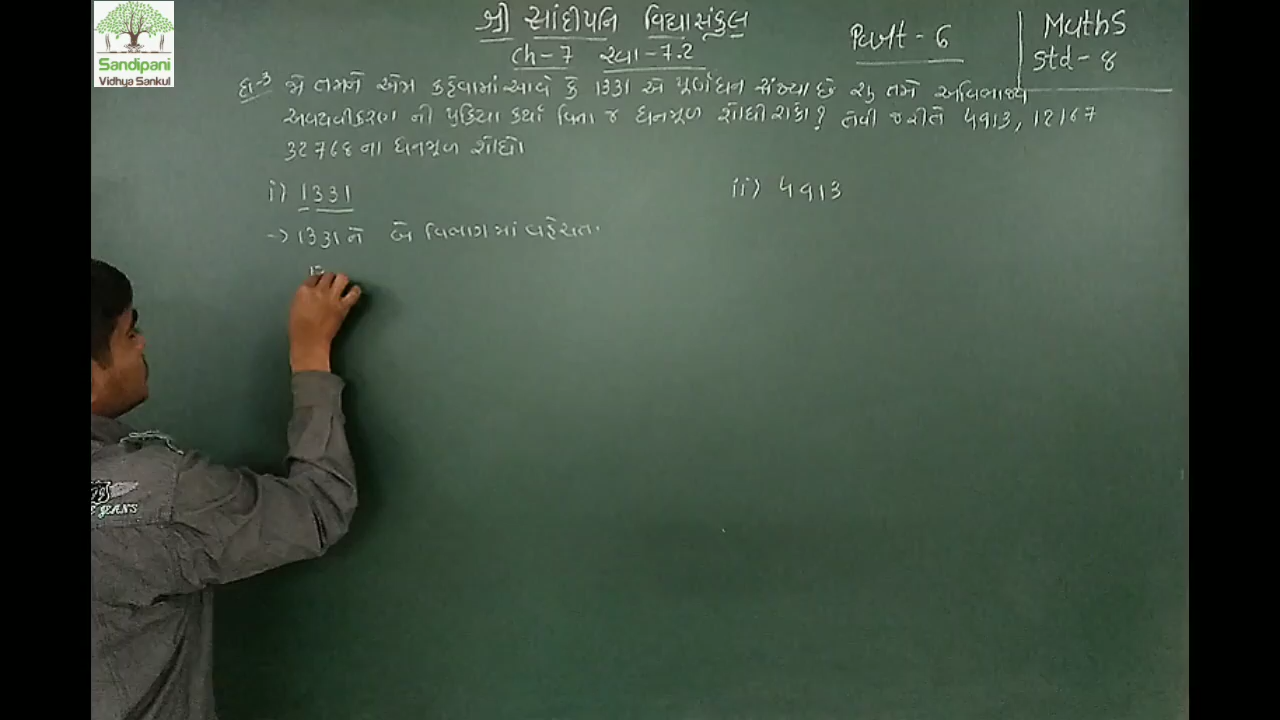 Sandipani
Vidhya Sankul
શ્રી સાંદીપનિ વિદ્યાસંકુલ
Ch-7 સ્વા-7.2
Part - 6
Maths
Std - 8
દા-3 જો તમને એમ કહેવામાં આવે કે 1331 એ પૂર્ણઘન સંખ્યા છે શું તમે અવિભાજ્ય
અવયવીકરણ ની પ્રક્રિયા કર્યા વિના જ ઘનમૂળ શોધી શકો? તેવી જ રીતે 4913, 12167
32768 ના ઘનમૂળ શોધો
i) 1331
ii) 4913
-> 1331 ને બે વિભાગ માં વહેંચતા.